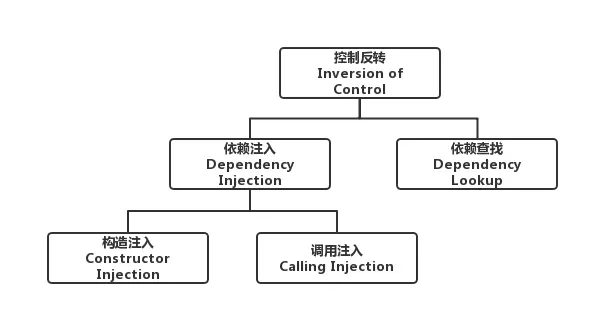 控制反转
Inversion of
Control
依赖注入
Dependency
Injection
依赖查找
Dependency
Lookup
构造注入
Constructor
Injection
调用注入
Calling Injection